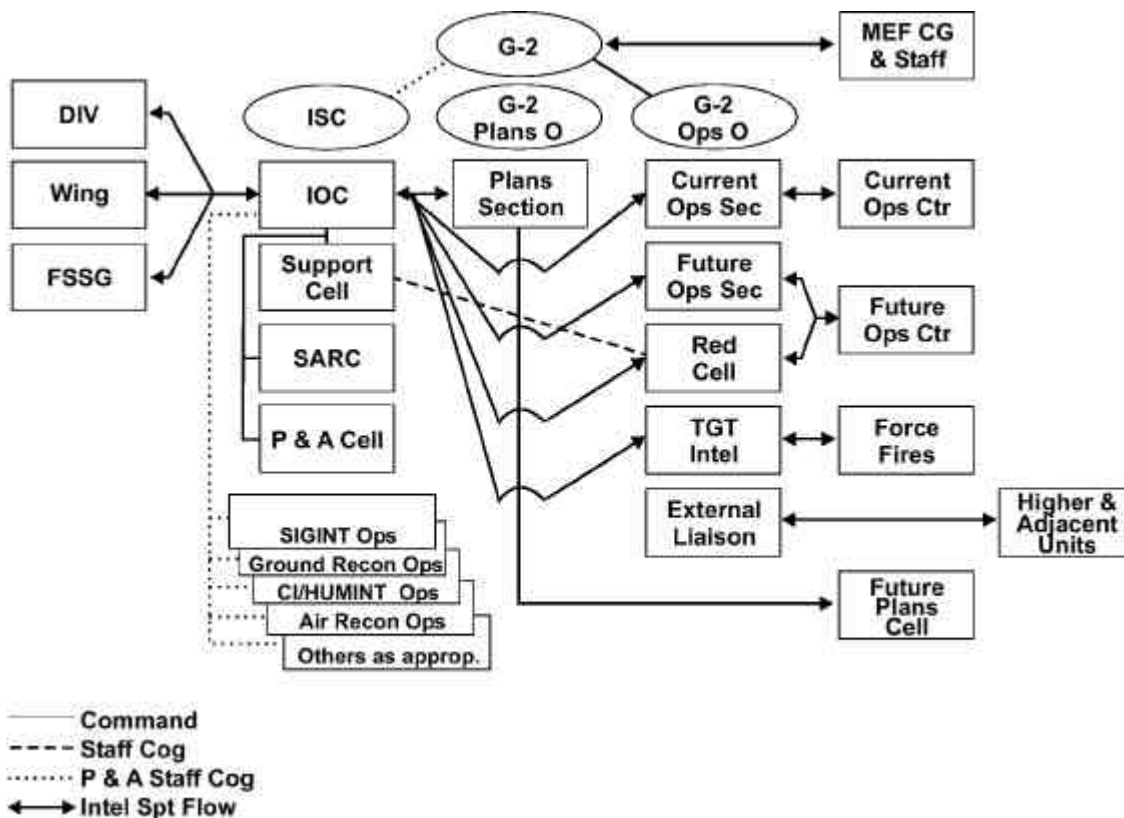 G-2
MEF CG
& Staff
DIV
ISC
G-2
Plans O
G-2
Ops O
Wing
IOC
Plans
Section
Current
Ops Sec
Current
Ops Ctr
FSSG
Support
Cell
Future
Ops Sec
Future
Ops Ctr
SARC
Red
Cell
P & A Cell
TGT
Intel
Force
Fires
External
Liaison
Higher &
Adjacent
Units
SIGINT Ops
Ground Recon Ops
CI/HUMINT Ops
Air Recon Ops
Others as approp.
Future
Plans
Cell
Command
Staff Cog
P & A Staff Cog
Intel Spt Flow